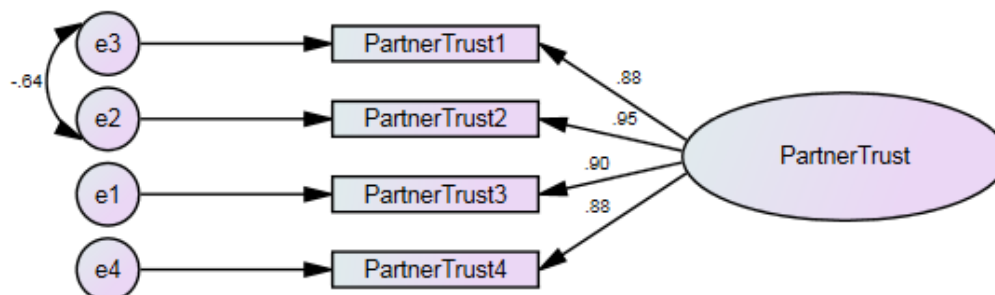 e3
PartnerTrust1
-.64
.88
e2
PartnerTrust2
.95
PartnerTrust
e1
PartnerTrust3
.90
e4
PartnerTrust4
.88